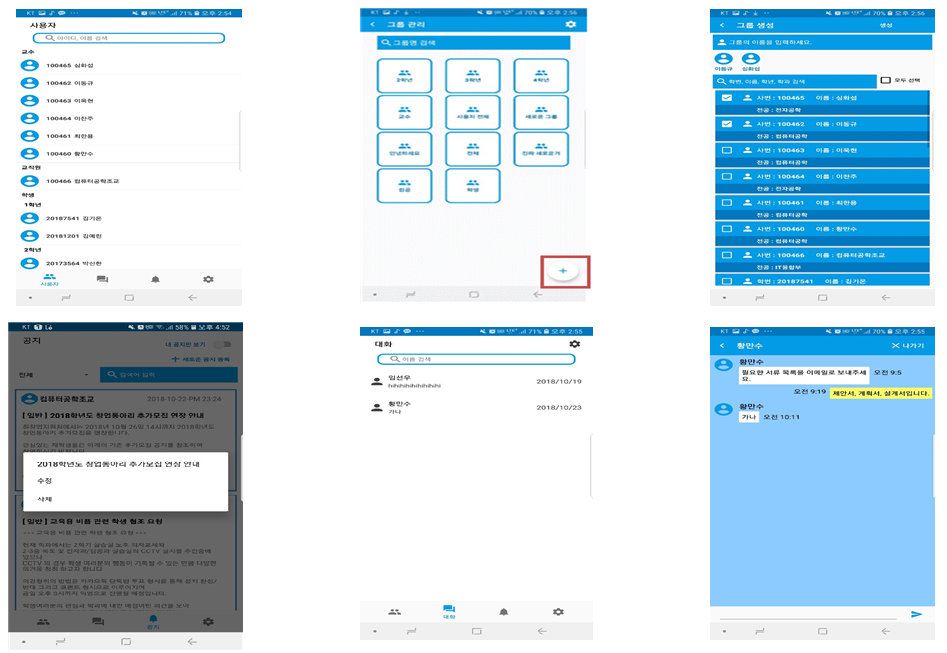 KT 71% 오후 2:54
사용자
아이디, 이름 검색
교수
100465 심화섭
100462 이동규
100463 이욱현
100464 이찬주
100461 최민용
100460 황만수
교직원
100466 컴퓨터공학조교
학생
1학년
20187541 김기은
20181201 김예린
2학년
20173564 박신환
사용자
KT 70% 오후 2:56
그룹 관리
그룹명 검색
2학년
3학년
4학년
교수
사용자 전체
새로운 그룹
안녕하세요
전체
진짜 새로운거
전공
학생
+
KT 70% 오후 2:56
그룹 생성
생성
그룹의 이름을 입력하세요.
이동규
심화섭
학번, 이름, 학년, 학과 검색
모두 선택
사번 : 100465 이름 : 심화섭
전공 : 전자공학
사번 : 100462 이름 : 이동규
전공 : 컴퓨터공학
사번 : 100463 이름 : 이욱현
전공 : 컴퓨터공학
사번 : 100464 이름 : 이찬주
전공 : 전자공학
사번 : 100461 이름 : 최민용
전공 : 컴퓨터공학
사번 : 100460 이름 : 황만수
전공 : 컴퓨터공학
사번 : 100466 이름 : 컴퓨터공학조교
전공 : IT융합부
학번 : 20187541 이름 : 김기은
KT 58% 오후 4:52
공지
내 공지만 보기
전체
컴퓨터공학조교 2018-10-22-PM 23:24
[ 일반 ] 2018학년도 창업동아리 추가모집 연장 안내
2018학년도 창업동아리 추가모집 연장 안내
수정
삭제
[ 일반 ] 교육용 비품 관련 학생 협조 요청
--- 교육용 비품 관련 학생 협조 요청 ---
공지
KT 71% 오후 2:55
대화
이름 검색
임선우
hihihihihihihihi
2018/10/19
황만수
가나
2018/10/23
대화
KT 70% 오후 2:55
황만수
나가기
황만수
필요한 서류 목록을 이메일로 보내주세
요.
오전 9:5
오전 9:19
제안서, 계획서, 설계서입니다.
황만수
가나
오전 10:11